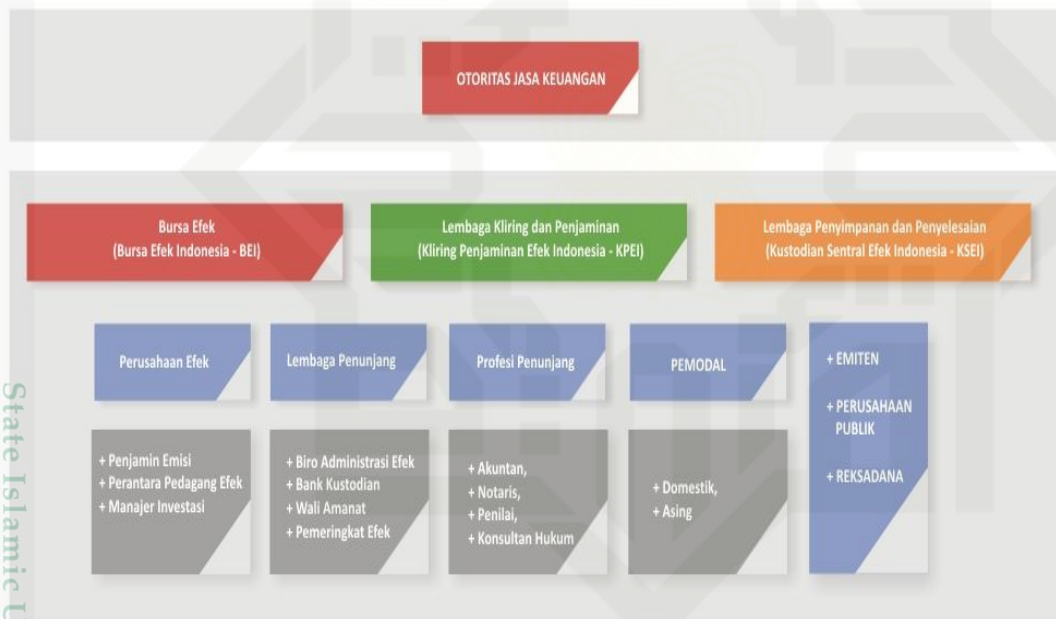 OTORITAS JASA KEUANGAN
Bursa Efek
(Bursa Efek Indonesia - BEI)
Lembaga Kliring dan Penjaminan
(Kliring Penjaminan Efek Indonesia - KPEI)
Lembaga Penyimpanan dan Penyelesaian
(Kustodian Sentral Efek Indonesia - KSEI)
Perusahaan Efek
Lembaga Penunjang
Profesi Penunjang
PEMODAL
+ EMITEN
+ PERUSAHAAN
PUBLIK
+ REKSADANA
+ Penjamin Emisi
+ Perantara Pedagang Efek
+ Manajer Investasi
+ Biro Administrasi Efek
+ Bank Kustodian
+ Wali Amanat
+ Pemeringkat Efek
+ Akuntan,
+ Notaris,
+ Penilai,
+ Konsultan Hukum
+ Domestik,
+ Asing
State Islamic U